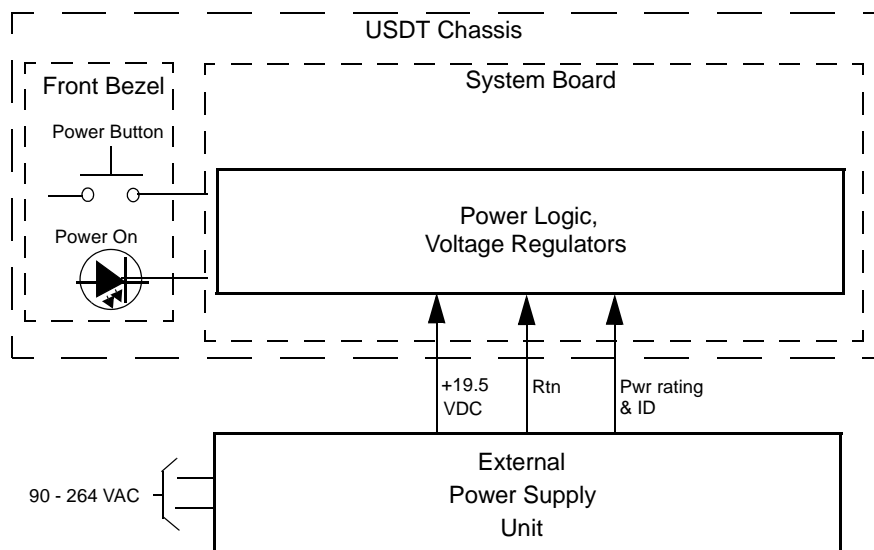 USDT Chassis
Front Bezel
System Board
Power Button
Power Logic,
Voltage Regulators
Power On
+19.5
VDC
Rtn
Pwr rating
& ID
90 - 264 VAC
External
Power Supply
Unit